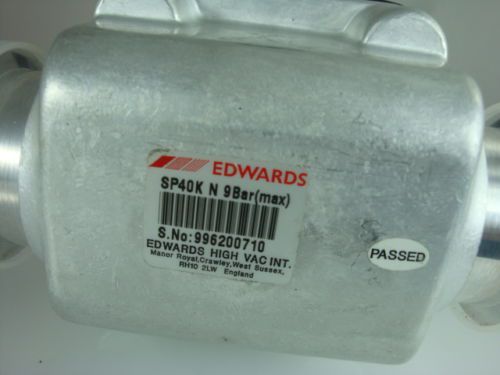 EDWARDS
SP40K N 9Bar(max)
S.No:996200710
EDWARDS HIGH VAC INT.
Manor Royal,Crawley,West Sussex,
RH10 2LW England
PASSED